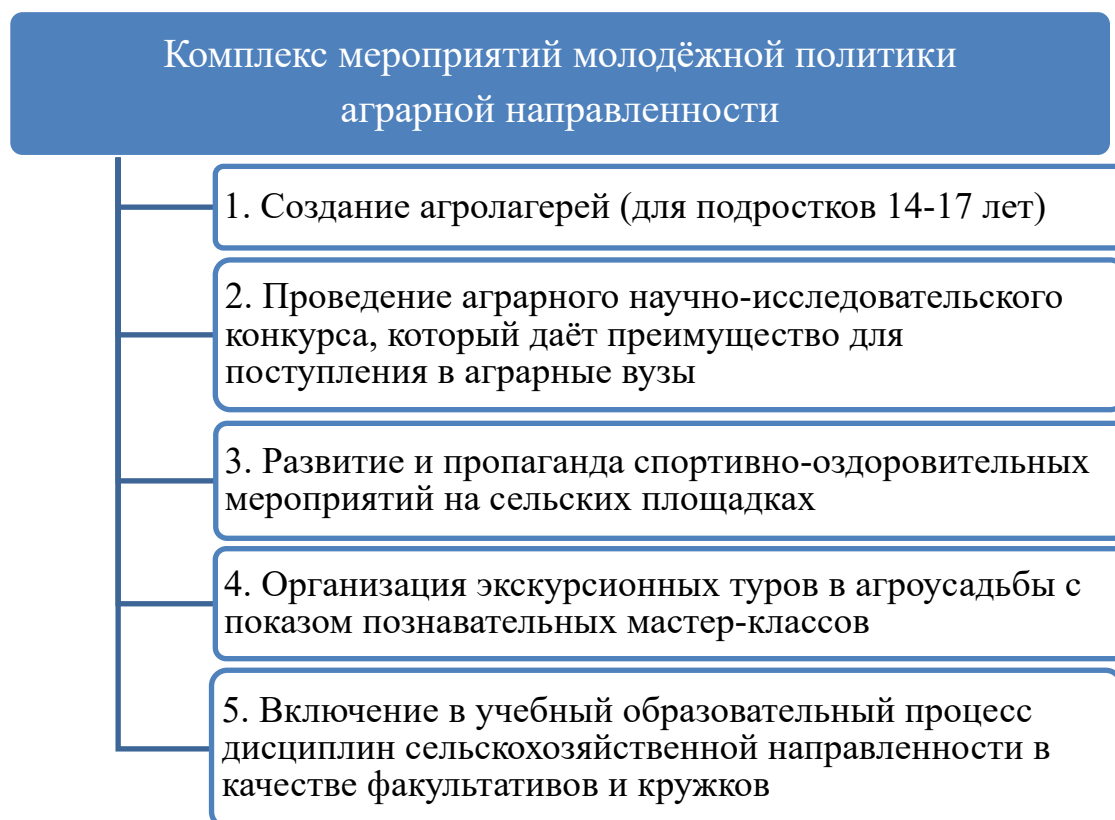 Комплекс мероприятий молодёжной политики
аграрной направленности
1. Создание агролагерей (для подростков 14-17 лет)
2. Проведение аграрного научно-исследовательского
конкурса, который даёт преимущество для
поступления в аграрные вузы
3. Развитие и пропаганда спортивно-оздоровительных
мероприятий на сельских площадках
4. Организация экскурсионных туров в агроусадьбы с
показом познавательных мастер-классов
5. Включение в учебный образовательный процесс
дисциплин сельскохозяйственной направленности в
качестве факультативов и кружков